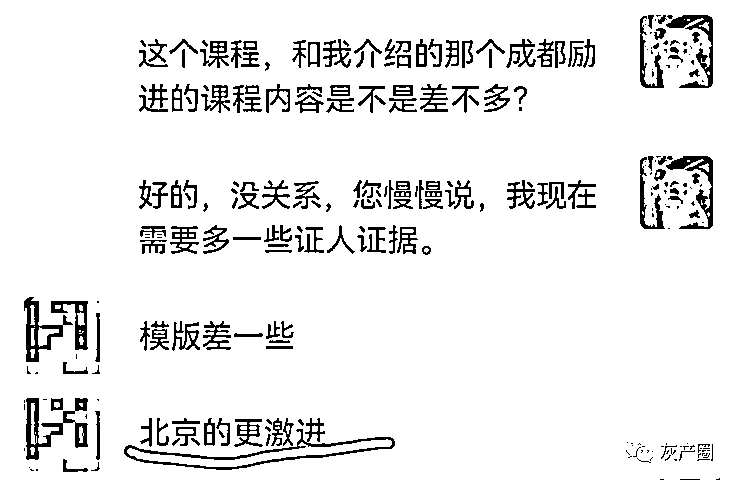 这个课程，和我介绍的那个成都励
进的课程内容是不是差不多？
好的，没关系，您慢慢说，我现在
需要多一些证人证据。
模版差一些
北京的更激进
灰产圈